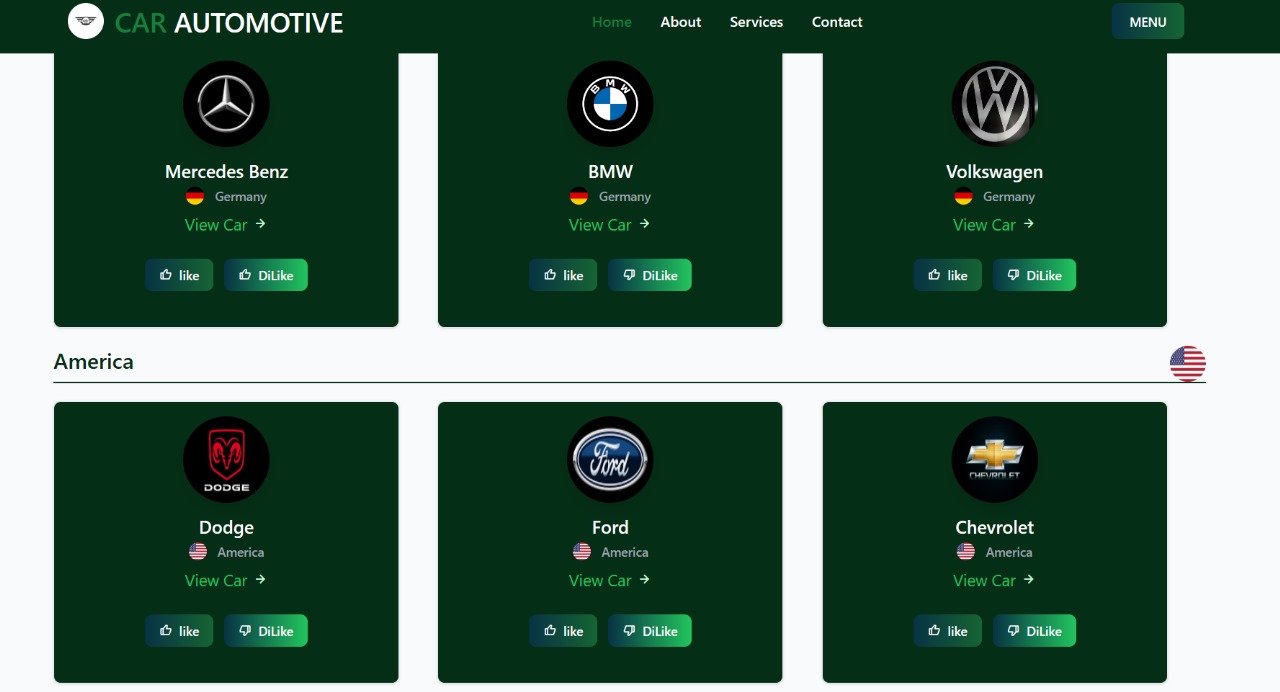 CAR AUTOMOTIVE
Home About Services Contact
MENU
BMW
Mercedes Benz BMW Volkswagen
Germany Germany Germany
View Car → View Car → View Car →
like DiLike like DiLike like DiLike
America
DODGE Ford CHEVROLET
Dodge Ford Chevrolet
America America America
View Car → View Car → View Car →
like DiLike like DiLike like DiLike